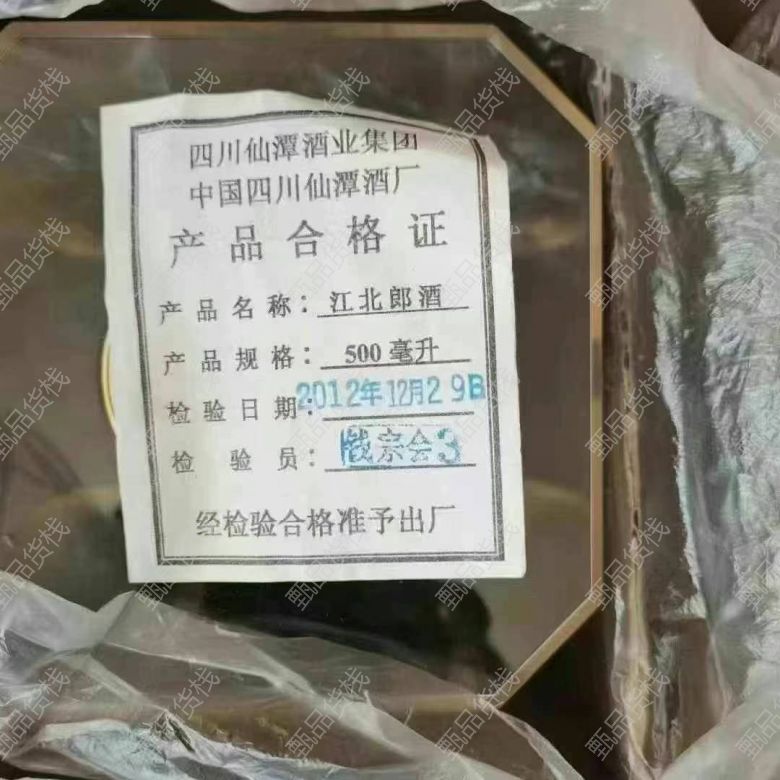 四川仙潭酒业集团
中国四川仙潭酒厂
产品合格证
产品名称：江北郎酒
产品规格：500毫升
检验日期：2012年12月29日
检验员：宗会3
经检验合格准予出厂
甄品货栈